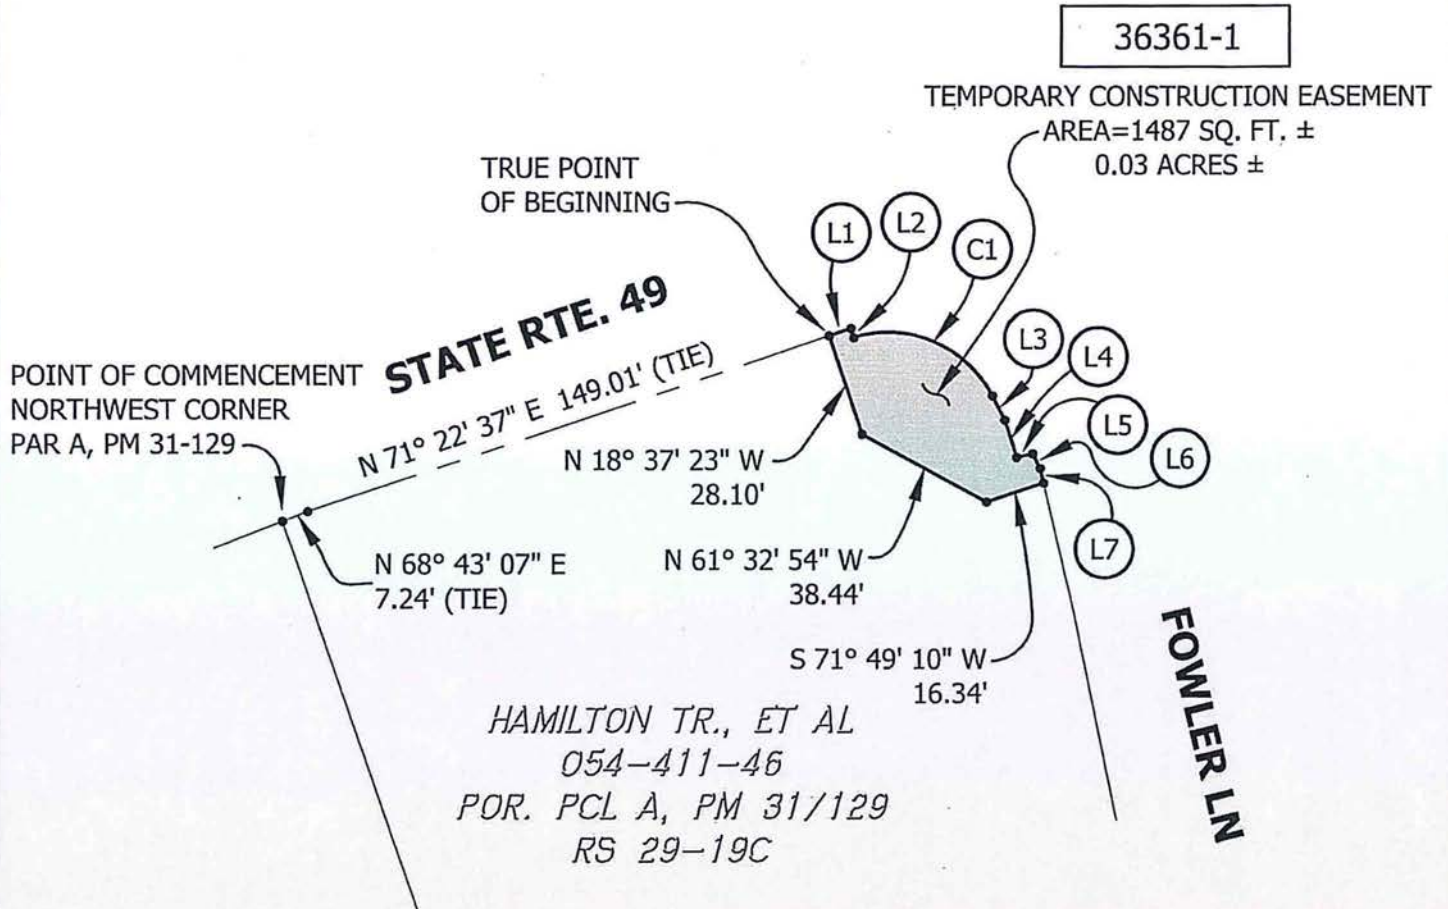 36361-1
TEMPORARY CONSTRUCTION EASEMENT
AREA=1487 SQ. FT. ±
0.03 ACRES ±
TRUE POINT
OF BEGINNING
L1
L2
C1
STATE RTE. 49
L3
L4
POINT OF COMMENCEMENT
NORTHWEST CORNER
PAR A, PM 31-129
N 71° 22' 37" E 149.01' (TIE)
L5
L6
N 18° 37' 23" W
28.10'
L7
N 68° 43' 07" E
7.24' (TIE)
N 61° 32' 54" W
38.44'
S 71° 49' 10" W
16.34'
FOWLER LN
HAMILTON TR., ET AL
054-411-46
POR. PCL A, PM 31/129
RS 29-19C